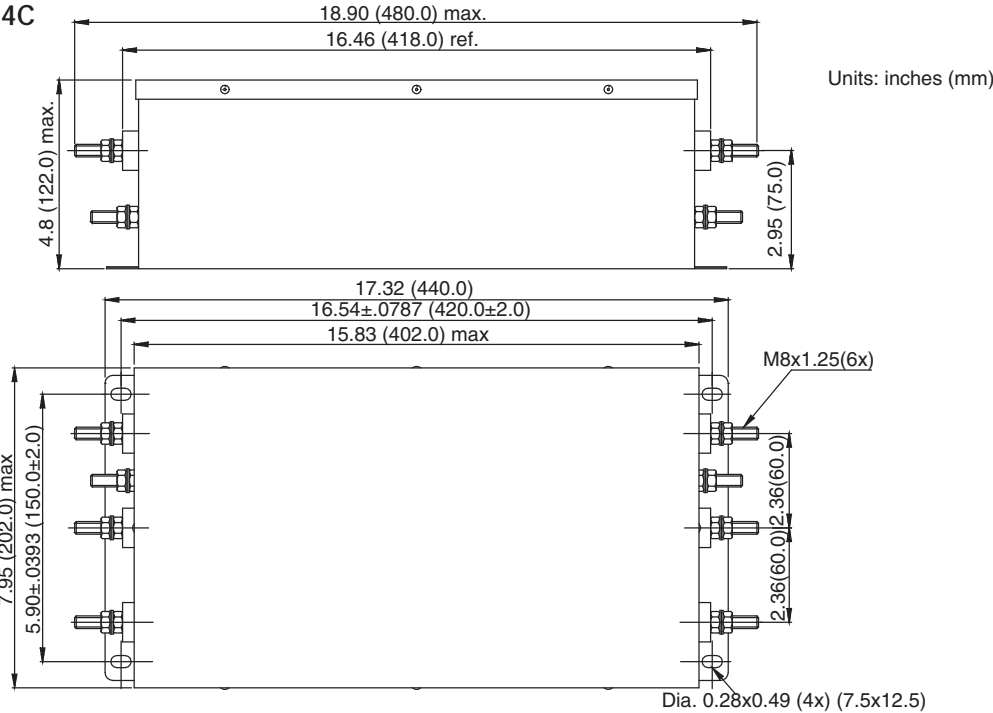 4C
18.90 (480.0) max.
16.46 (418.0) ref.
Units: inches (mm)
4.8 (122.0) max.
2.95 (75.0)
17.32 (440.0)
16.54±.0787 (420.0±2.0)
15.83 (402.0) max
M8x1.25(6x)
7.95 (202.0) max
5.90±.0393 (150.0±2.0)
2.36(60.0)
2.36(60.0)
Dia. 0.28x0.49 (4x) (7.5x12.5)